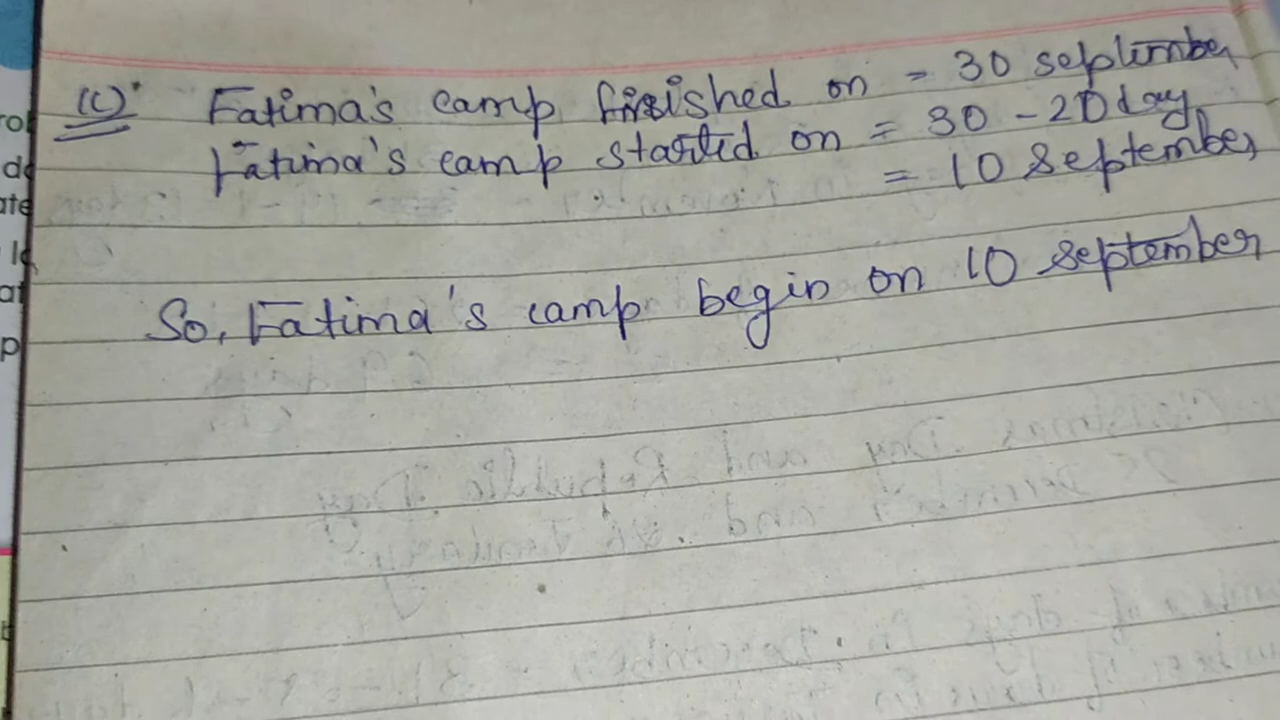 (C) Fatima's camp finished on = 30 september
Fatima's camp started on = 30 - 20 day
= 10 September
So, Fatima's camp begin on 10 september